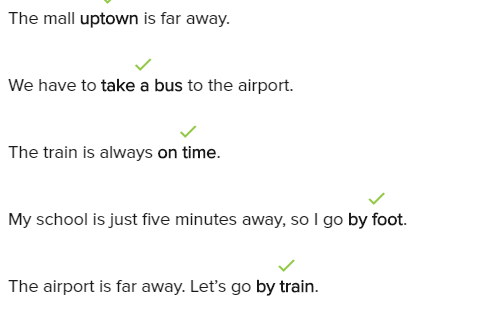 The mall uptown is far away.
We have to take a bus to the airport.
The train is always on time.
My school is just five minutes away, so I go by foot.
The airport is far away. Let’s go by train.